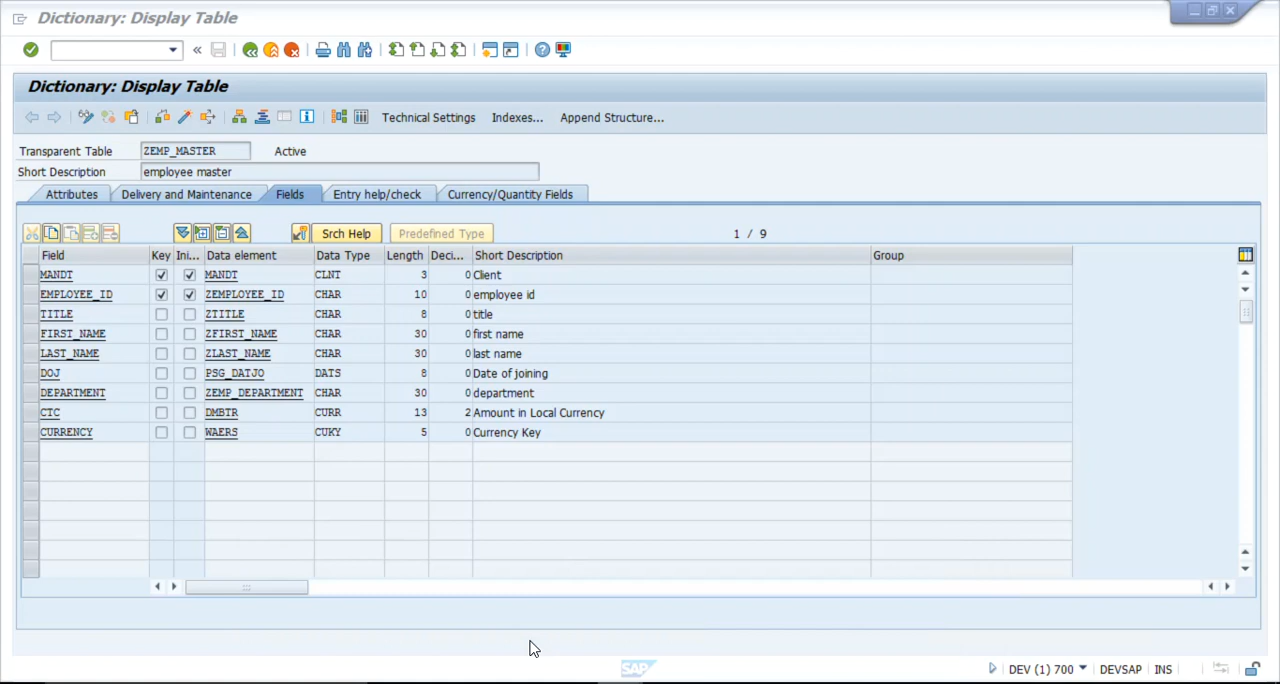 Dictionary: Display Table
Dictionary: Display Table
Technical Settings Indexes... Append Structure...
Transparent Table ZEMP_MASTER Active
Short Description employee master
Attributes Delivery and Maintenance Fields Entry help/check Currency/Quantity Fields
Srch Help Predefined Type 1 / 9
Field Key Ini... Data element Data Type Length Deci... Short Description Group
MANDT MANDT CLNT 3 0 Client
EMPLOYEE_ID ZEMPLOYEE_ID CHAR 10 0 employee id
TITLE ZTITLE CHAR 8 0 title
FIRST_NAME ZFIRST_NAME CHAR 30 0 first name
LAST_NAME ZLAST_NAME CHAR 30 0 last name
DOJ PSG_DATJO DATS 8 0 Date of joining
DEPARTMENT ZEMP_DEPARTMENT CHAR 30 0 department
CTC DMBTR CURR 13 2 Amount in Local Currency
CURRENCY WAERS CUKY 5 0 Currency Key
SAP DEV (1) 700 DEVSAP INS